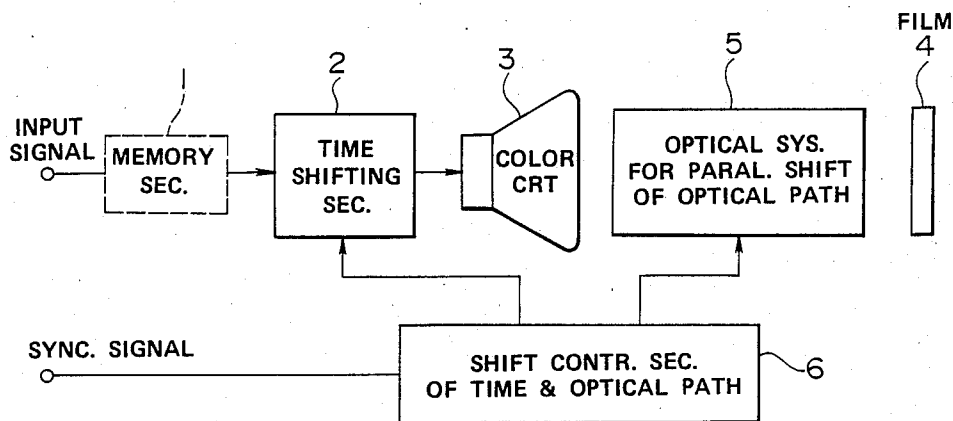 FILM
4
5
3
2
1
INPUT
SIGNAL
MEMORY
SEC.
TIME
SHIFTING
SEC.
COLOR
CRT
OPTICAL SYS.
FOR PARAL. SHIFT
OF OPTICAL PATH
SYNC. SIGNAL
SHIFT CONTR. SEC.
OF TIME & OPTICAL PATH
6